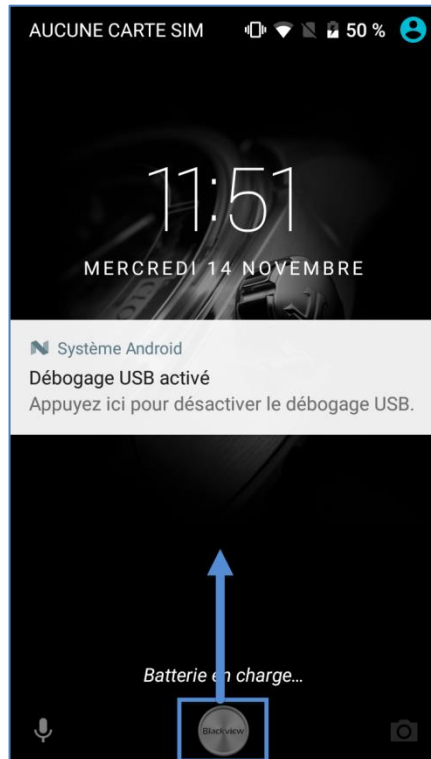 AUCUNE CARTE SIM 50 %
11:51
MERCREDI 14 NOVEMBRE
Système Android
Débogage USB activé
Appuyez ici pour désactiver le débogage USB.
Batterie en charge...
Blackview